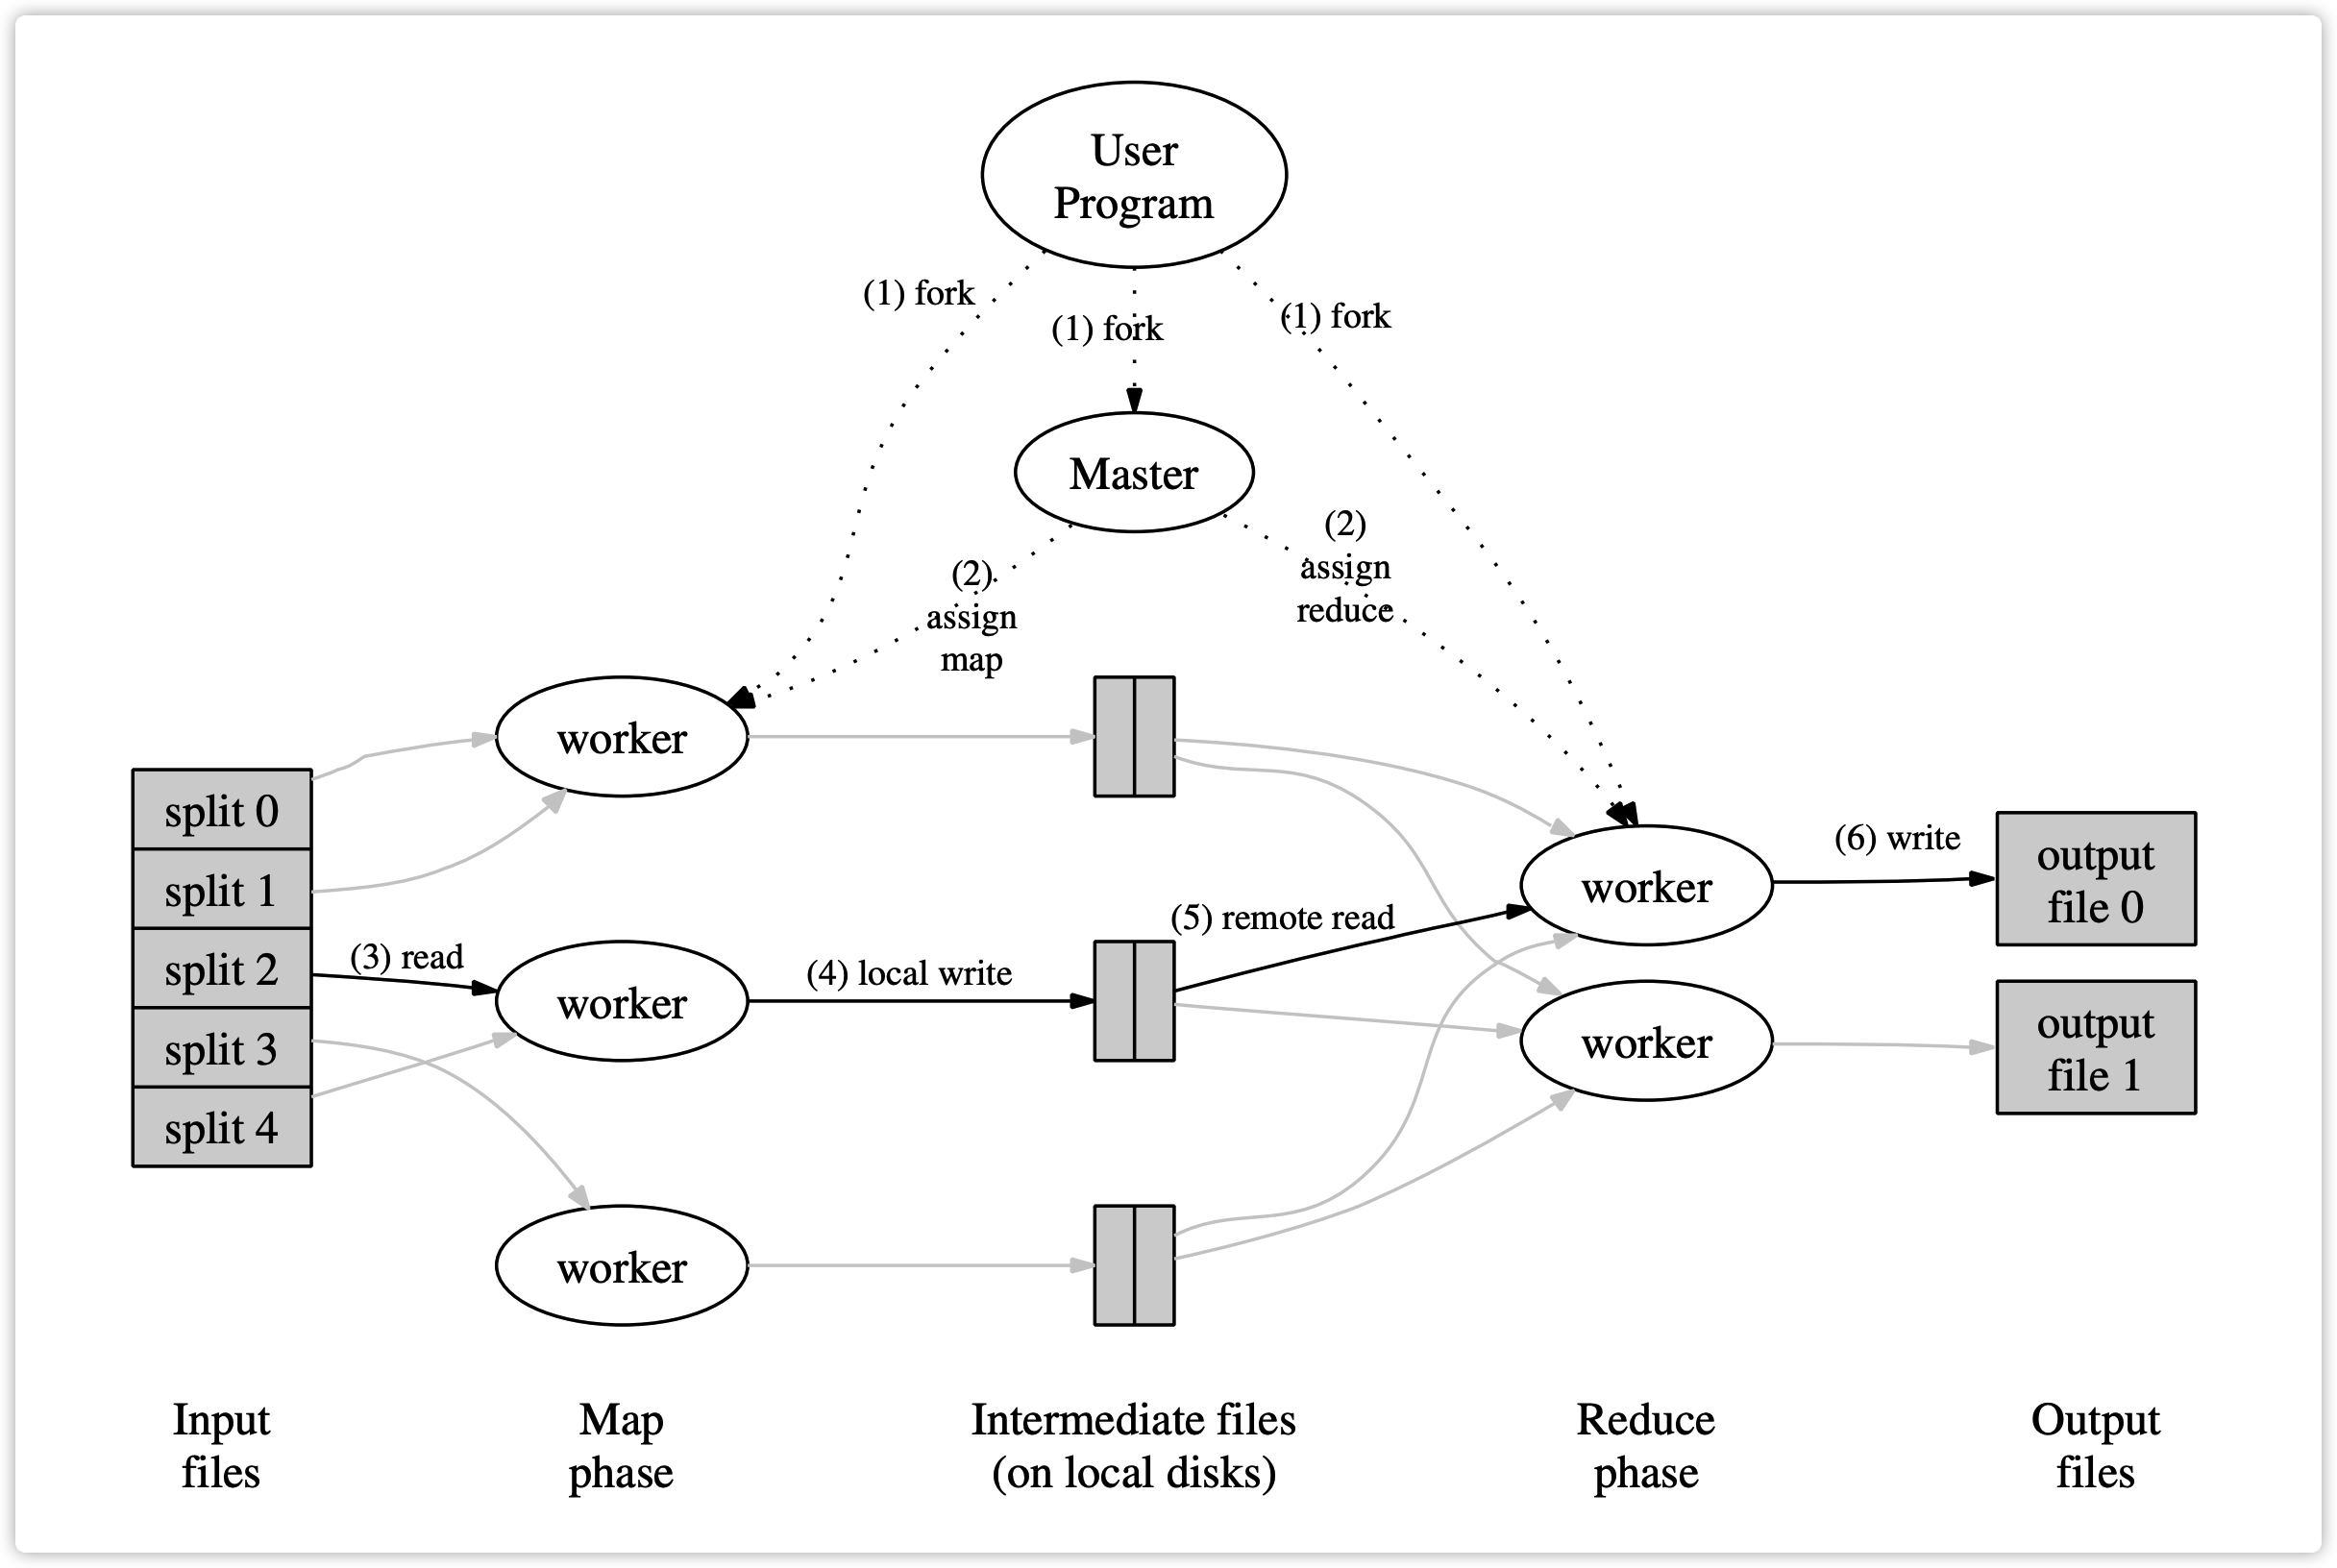 User
Program
(1) fork
(1) fork
(1) fork
Master
(2)
assign
map
(2)
assign
reduce
worker
split 0
split 1
split 2
split 3
split 4
(3) read
worker
(4) local write
(5) remote read
worker
(6) write
output
file 0
worker
output
file 1
worker
Input
files
Map
phase
Intermediate files
(on local disks)
Reduce
phase
Output
files